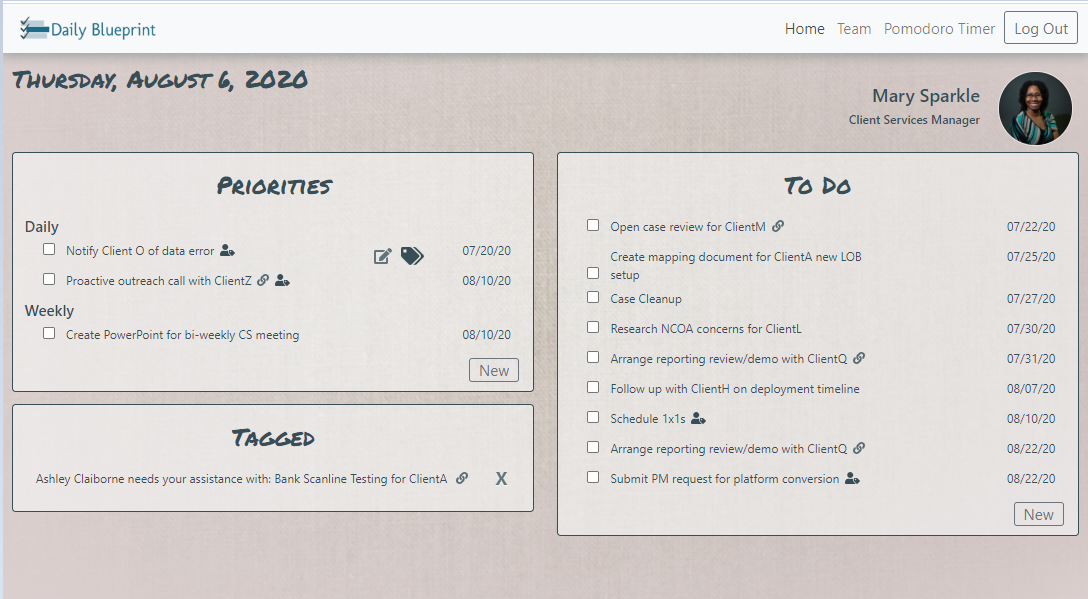 Daily Blueprint
Home Team Pomodoro Timer Log Out
Thursday, August 6, 2020
Mary Sparkle
Client Services Manager
Priorities
Daily
Notify Client O of data error 07/20/20
Proactive outreach call with ClientZ 08/10/20
Weekly
Create PowerPoint for bi-weekly CS meeting 08/10/20
New
Tagged
Ashley Claiborne needs your assistance with: Bank Scanline Testing for ClientA X
To Do
Open case review for ClientM 07/22/20
Create mapping document for ClientA new LOB 07/25/20
setup
Case Cleanup 07/27/20
Research NCOA concerns for ClientL 07/30/20
Arrange reporting review/demo with ClientQ 07/31/20
Follow up with ClientH on deployment timeline 08/07/20
Schedule 1x1s 08/10/20
Arrange reporting review/demo with ClientQ 08/22/20
Submit PM request for platform conversion 08/22/20
New